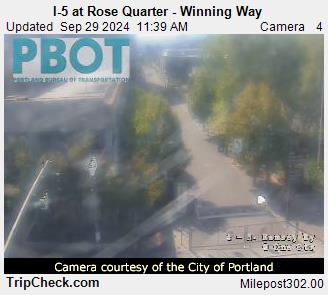 I-5 at Rose Quarter - Winning Way
Updated Sep 29 2024 11:39 AM Camera 4
PBOT
PORTLAND BUREAU OF TRANSPORTATION
Camera courtesy of the City of Portland
TripCheck.com Milepost302.00